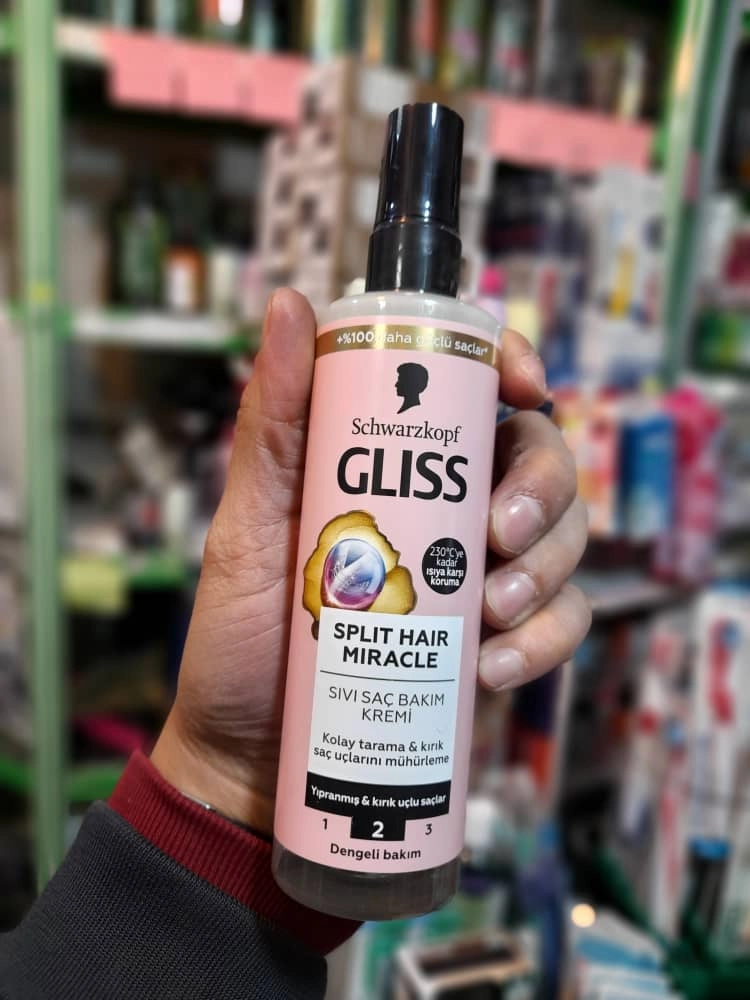 +%100 daha güçlü saçlar*
Schwarzkopf
GLISS
230°C'ye
kadar
ısıya karşı
koruma
SPLIT HAIR
MIRACLE
SIVI SAÇ BAKIM
KREMİ
Kolay tarama & kırık
saç uçlarını mühürleme
Yıpranmış & kırık uçlu saçlar
1 2 3
Dengeli bakım